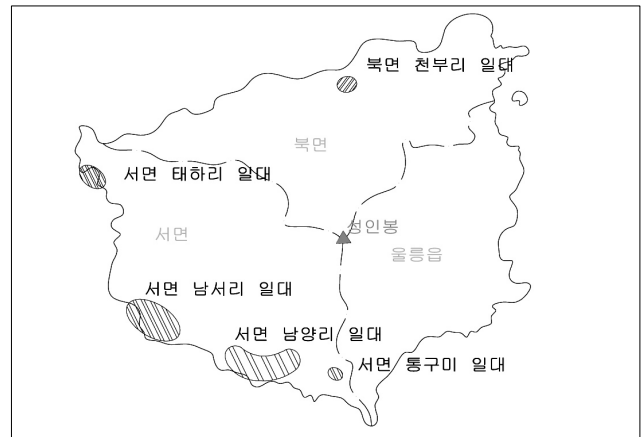 북면 천부리 일대
북면
서면 태하리 일대
성인봉
서면
울릉읍
서면 남서리 일대
서면 남양리 일대
서면 통구미 일대